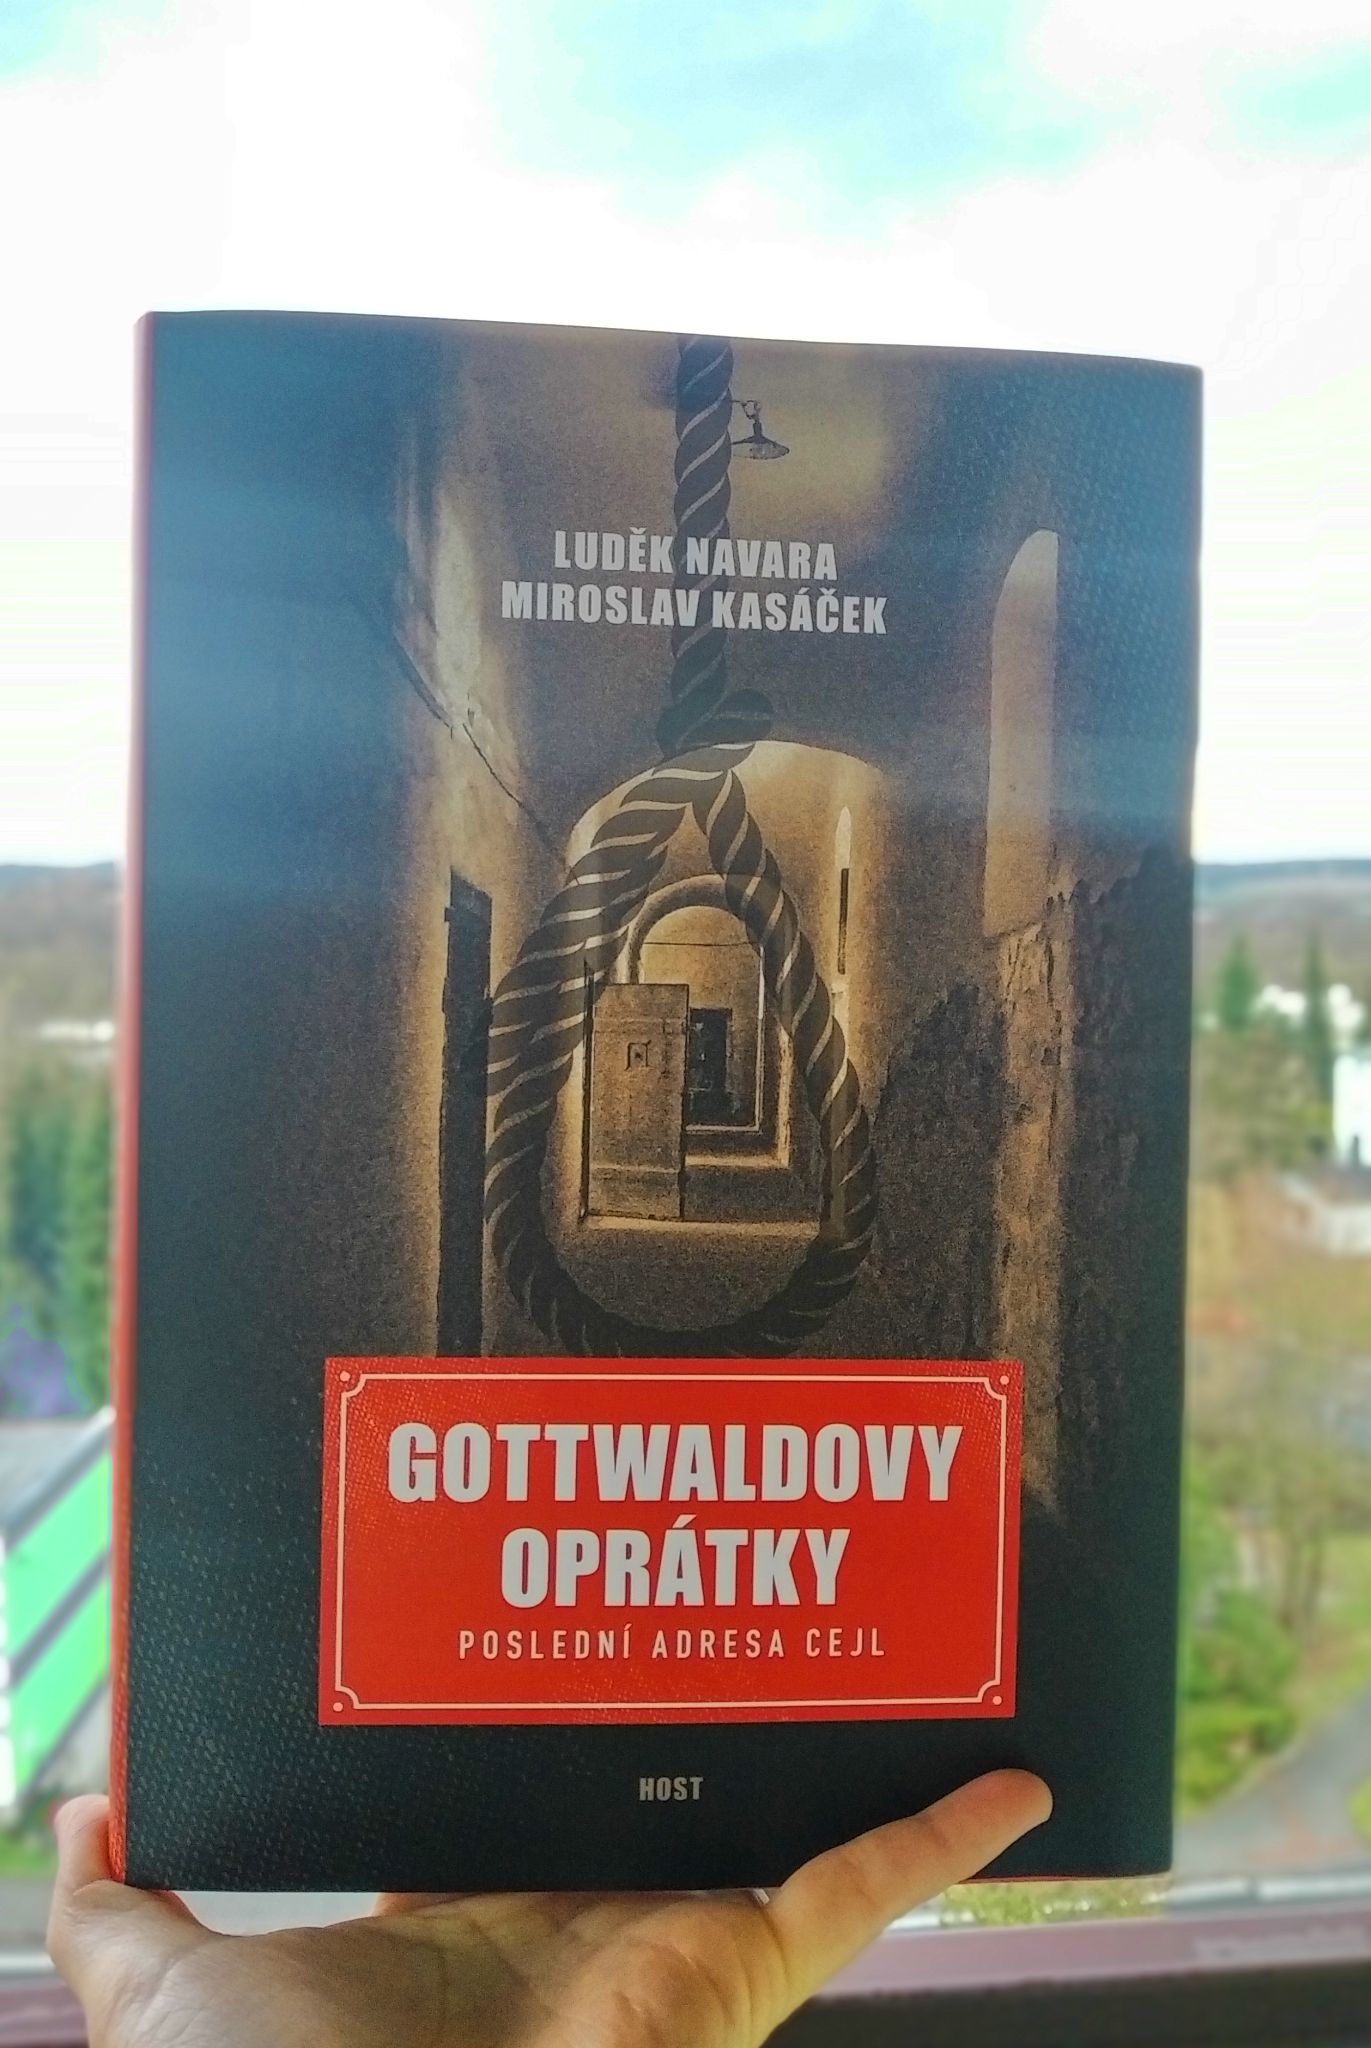 LUDĚK NAVARA
MIROSLAV KASÁČEK
GOTTWALDOVY
OPRÁTKY
POSLEDNÍ ADRESA CEJL
HOST